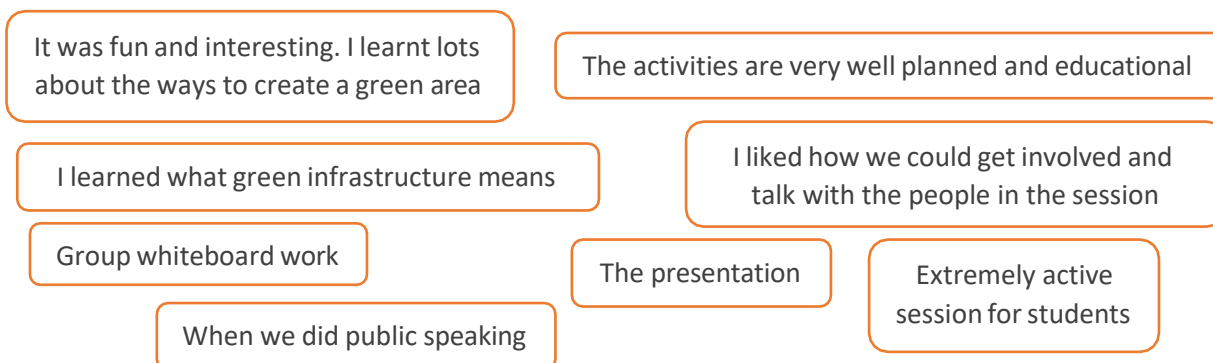 It was fun and interesting. I learnt lots
about the ways to create a green area
The activities are very well planned and educational
I learned what green infrastructure means
I liked how we could get involved and
talk with the people in the session
Group whiteboard work
The presentation
Extremely active
session for students
When we did public speaking